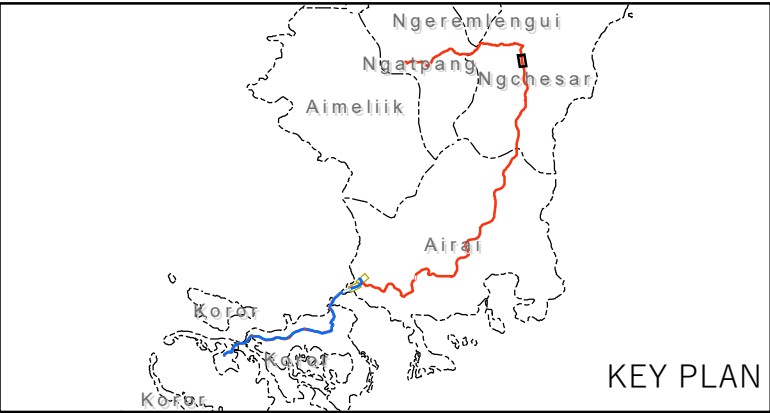 Ngeremlengui
Ngatpang
Ngchesar
Aimeliik
Airai
Koror
Koror
KEY PLAN
Koror